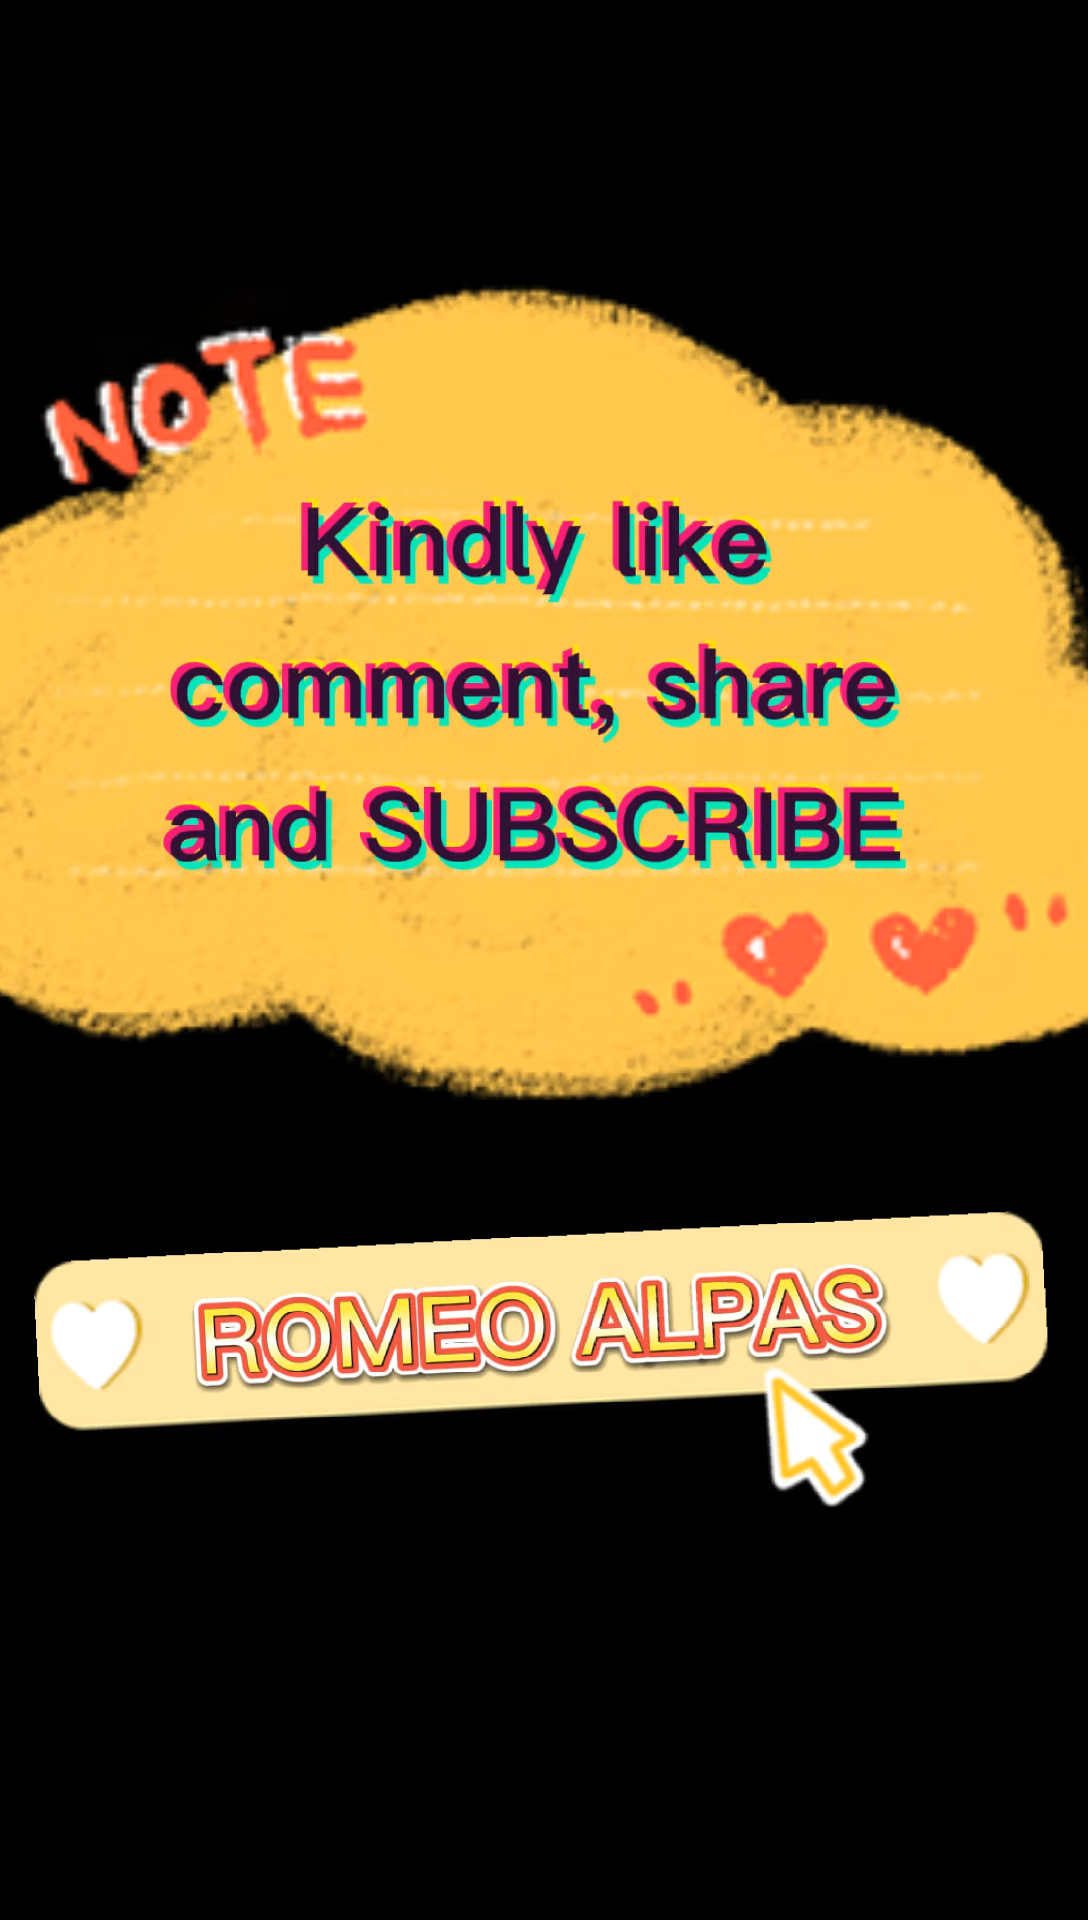 NOTE
Kindly like
comment, share
and SUBSCRIBE
ROMEO ALPAS